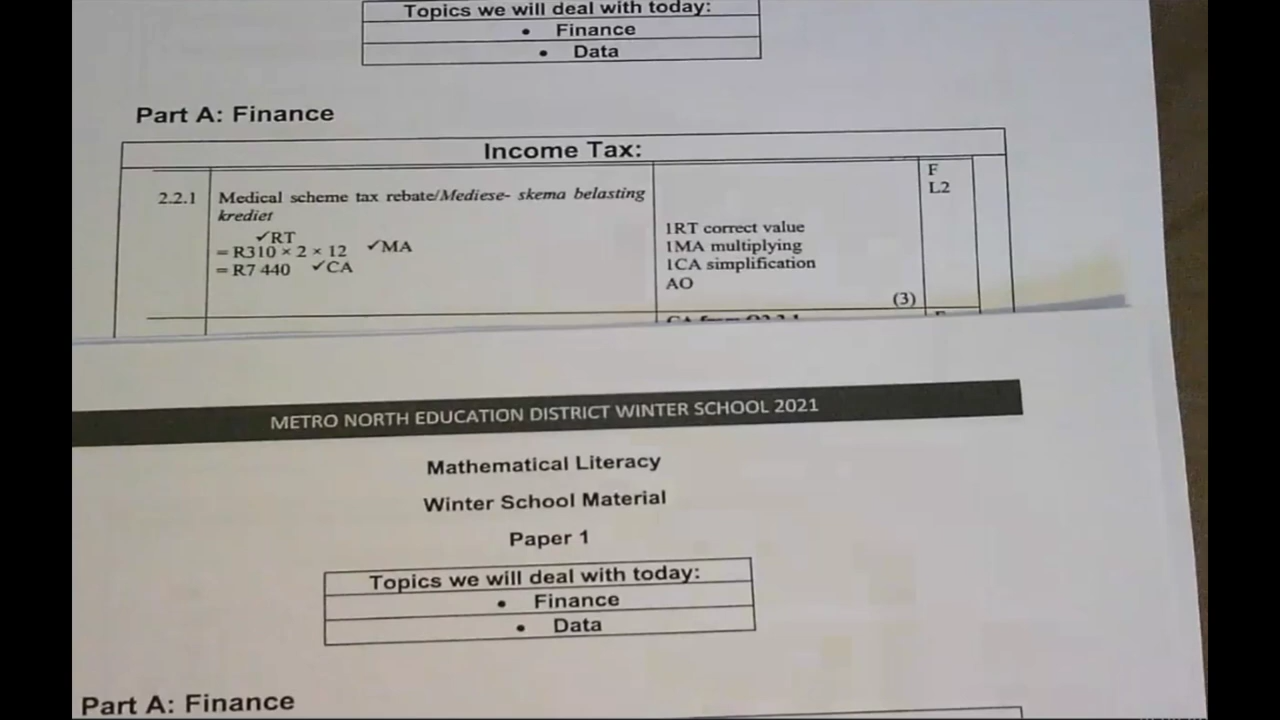 Topics we will deal with today:
• Finance
• Data
Part A: Finance
Income Tax:
2.2.1 Medical scheme tax rebate/Mediese- skema belasting
krediet
✓RT
= R310 × 2 × 12 ✓MA
= R7 440 ✓CA
1RT correct value
1MA multiplying
1CA simplification
AO
(3)
F
L2
METRO NORTH EDUCATION DISTRICT WINTER SCHOOL 2021
Mathematical Literacy
Winter School Material
Paper 1
Topics we will deal with today:
• Finance
• Data
Part A: Finance